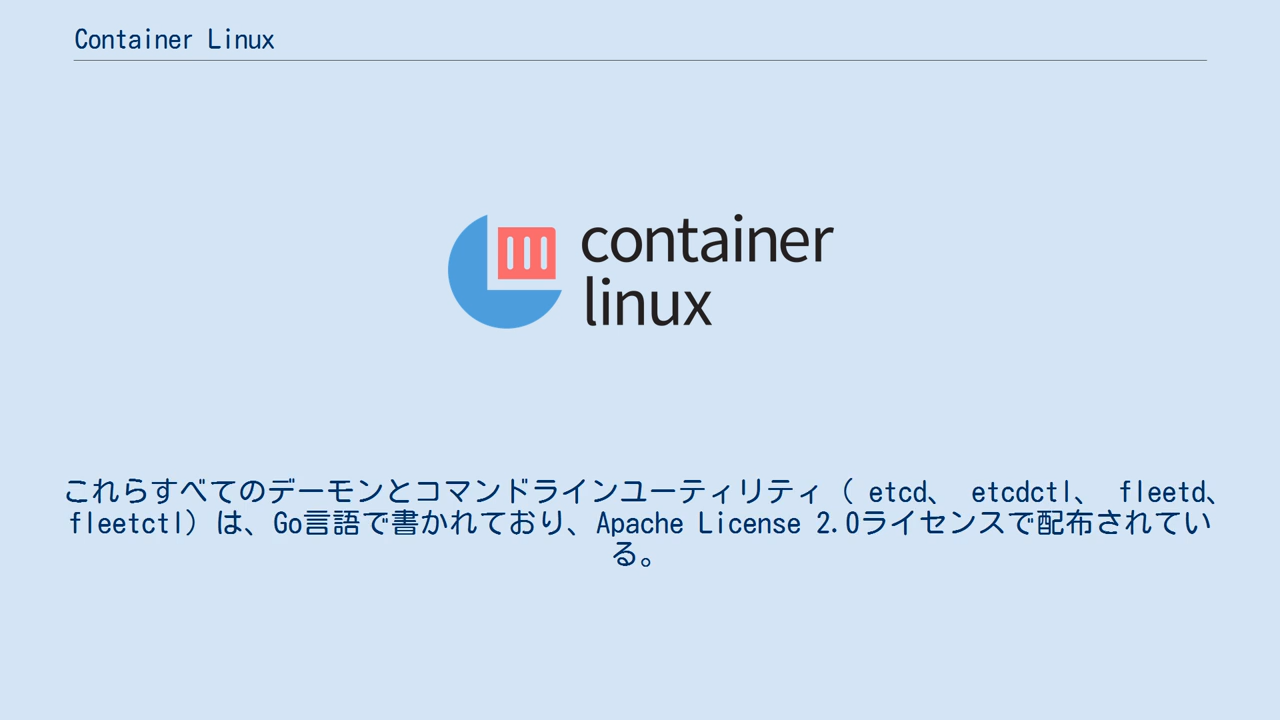 Container Linux
container
linux
これらすべてのデーモンとコマンドラインユーティリティ（ etcd、 etcdctl、 fleetd、
fleetctl）は、Go言語で書かれており、Apache License 2.0ライセンスで配布されてい
る。